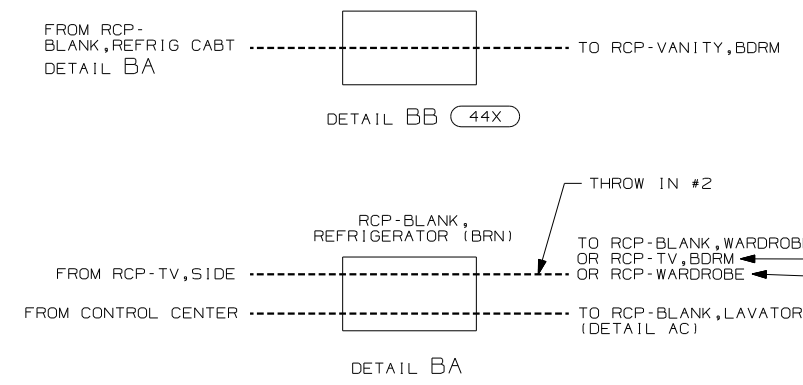 FROM RCP-
BLANK,REFRIG CABT
DETAIL BA
TO RCP-VANITY,BDRM
DETAIL BB 44X
THROW IN #2
RCP-BLANK,
REFRIGERATOR (BRN)
FROM RCP-TV,SIDE
TO RCP-BLANK,WARDROBE
OR RCP-TV,BDRM
OR RCP-WARDROBE
FROM CONTROL CENTER
TO RCP-BLANK,LAVATOR
(DETAIL AC)
DETAIL BA